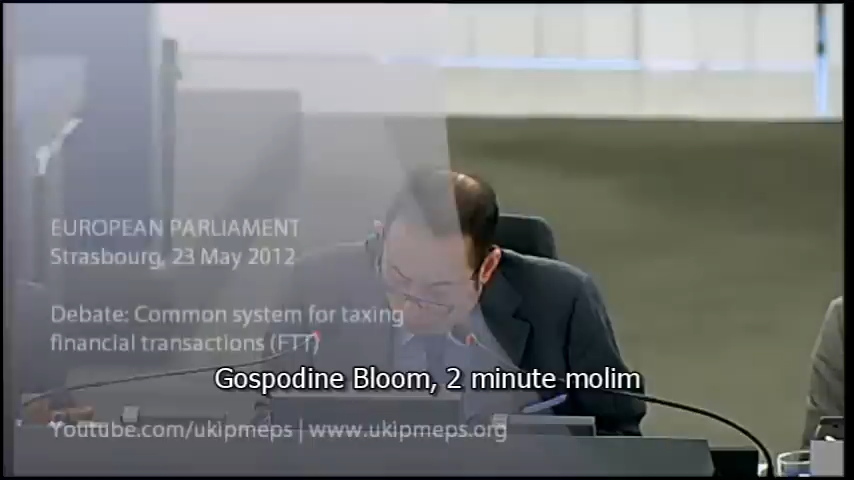 EUROPEAN PARLIAMENT
Strasbourg, 23 May 2012
Debate: Common system for taxing
financial transactions (FTT)
Gospodine Bloom, 2 minute molim
Youtube.com/ukipmeps | www.ukipmeps.org